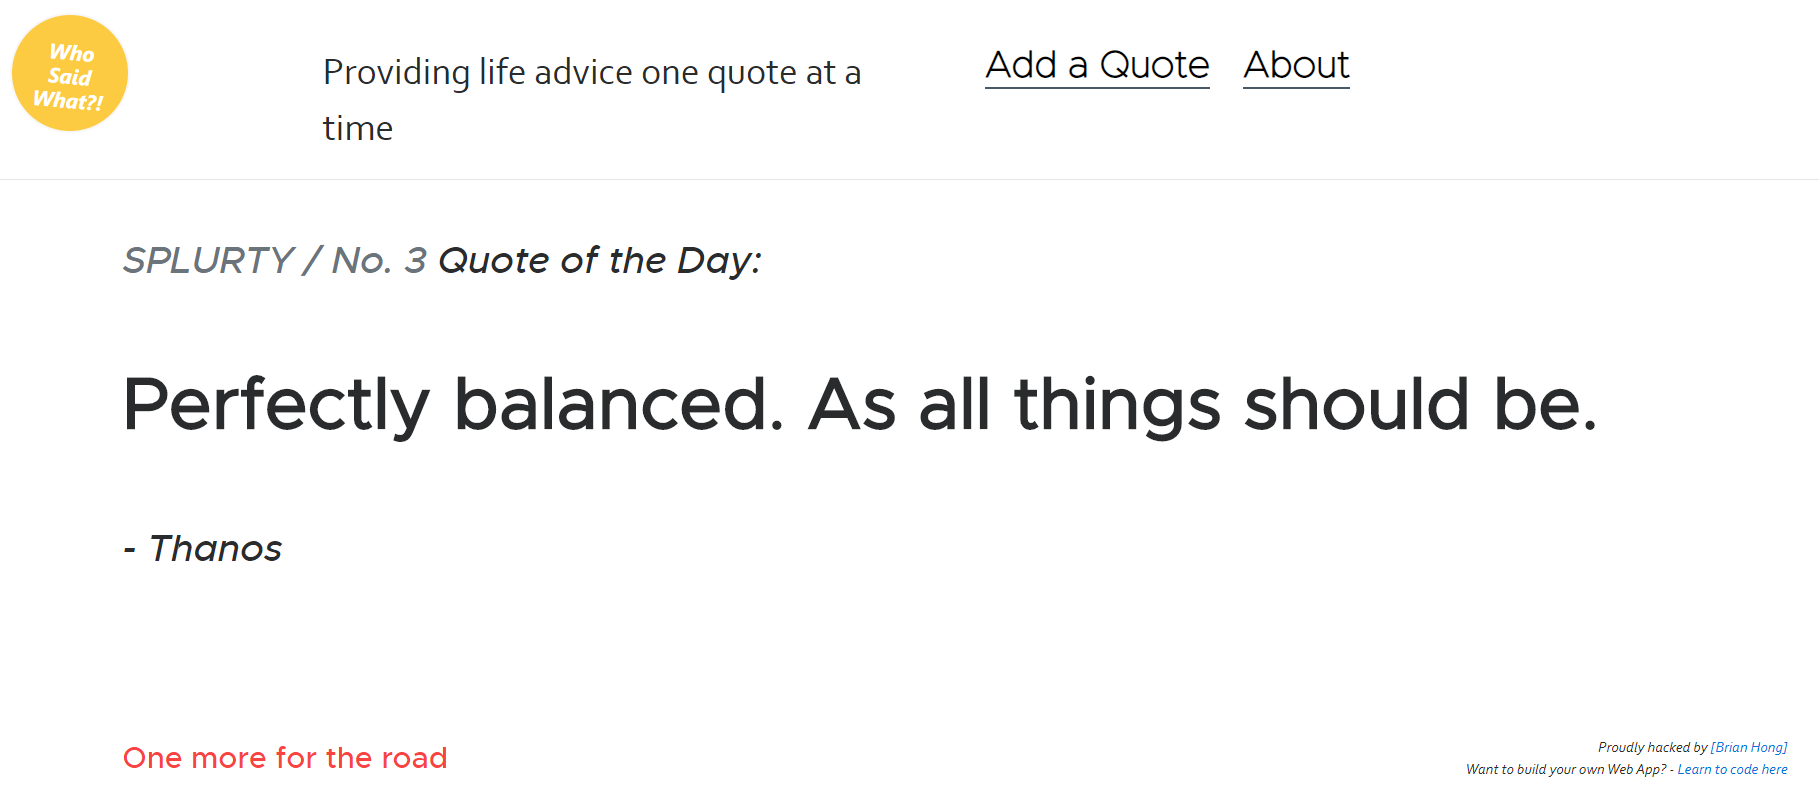 Who
Said
What?!
Providing life advice one quote at a
time
Add a Quote About
SPLURTY / No. 3 Quote of the Day:
Perfectly balanced. As all things should be.
- Thanos
One more for the road
Proudly hacked by [Brian Hong]
Want to build your own Web App? - Learn to code here